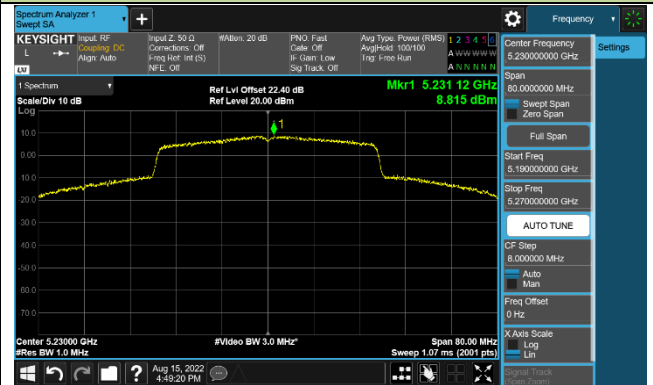 Spectrum Analyzer 1
Swept SA
Frequency
KEYSIGHT
Input: RF
Coupling: DC
Align: Auto
Input Z: 50 Ω
Corrections: Off
Freq Ref: Int (S)
NFE: Off
#Atten: 20 dB
PNO: Fast
Gate: Off
IF Gain: Low
Sig Track: Off
Avg Type: Power (RMS)
Avg|Hold: 100/100
Trig: Free Run
1 2 3 4 5 6
A W W W W W
A N N N N N
L
1 Spectrum
Scale/Div 10 dB
Log
Ref Lvl Offset 22.40 dB
Ref Level 20.00 dBm
Mkr1 5.231 12 GHz
8.815 dBm
1
10.0
0.00
-10.0
-20.0
-30.0
-40.0
-50.0
-60.0
-70.0
Center 5.23000 GHz
#Res BW 1.0 MHz
#Video BW 3.0 MHz*
Span 80.00 MHz
Sweep 1.07 ms (2001 pts)
Center Frequency
5.230000000 GHz
Settings
Span
80.0000000 MHz
Swept Span
Zero Span
Full Span
Start Freq
5.190000000 GHz
Stop Freq
5.270000000 GHz
AUTO TUNE
CF Step
8.000000 MHz
Auto
Man
Freq Offset
0 Hz
X Axis Scale
Log
Lin
Signal Track
(Span Zoom)
Aug 15, 2022
4:49:20 PM